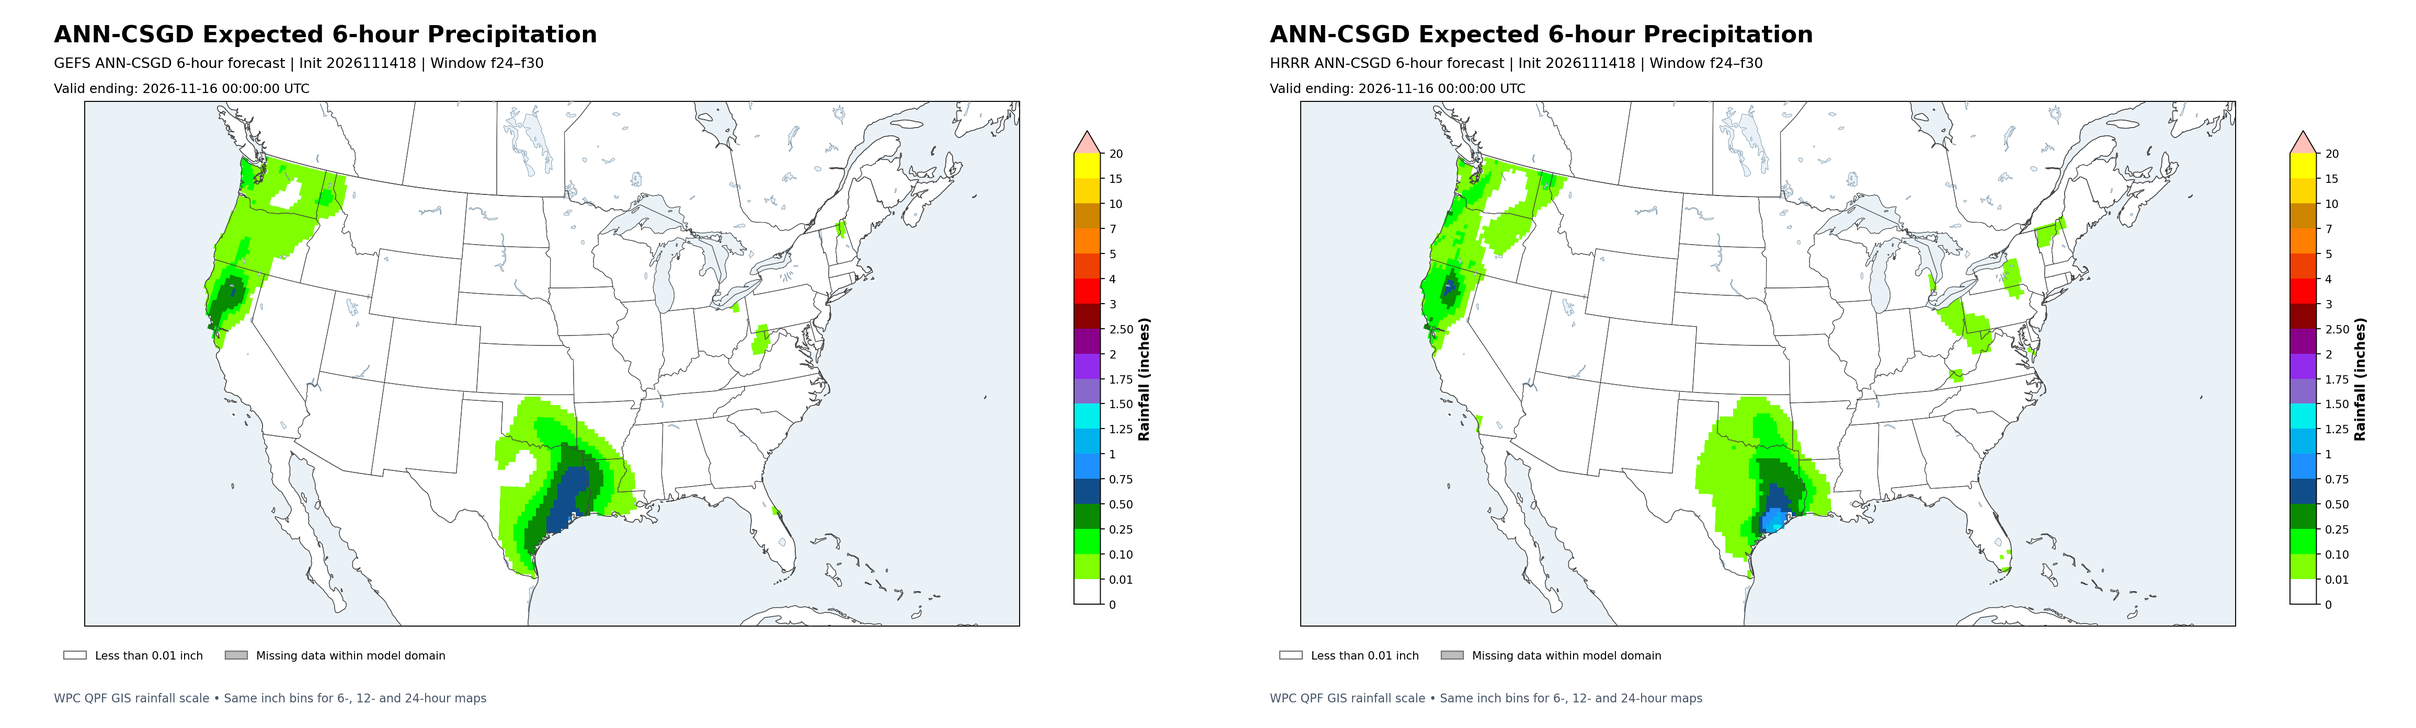 ANN-CSGD Expected 6-hour Precipitation
GEFS ANN-CSGD 6-hour forecast | Init 2026111418 | Window f24–f30
Valid ending: 2026-11-16 00:00:00 UTC
20
15
10
7
5
4
3
2.50
2
1.75
1.50
1.25
1
0.75
0.50
0.25
0.10
0.01
0
Rainfall (inches)
Less than 0.01 inch
Missing data within model domain
WPC QPF GIS rainfall scale • Same inch bins for 6-, 12- and 24-hour maps
ANN-CSGD Expected 6-hour Precipitation
HRRR ANN-CSGD 6-hour forecast | Init 2026111418 | Window f24–f30
Valid ending: 2026-11-16 00:00:00 UTC
20
15
10
7
5
4
3
2.50
2
1.75
1.50
1.25
1
0.75
0.50
0.25
0.10
0.01
0
Rainfall (inches)
Less than 0.01 inch
Missing data within model domain
WPC QPF GIS rainfall scale • Same inch bins for 6-, 12- and 24-hour maps